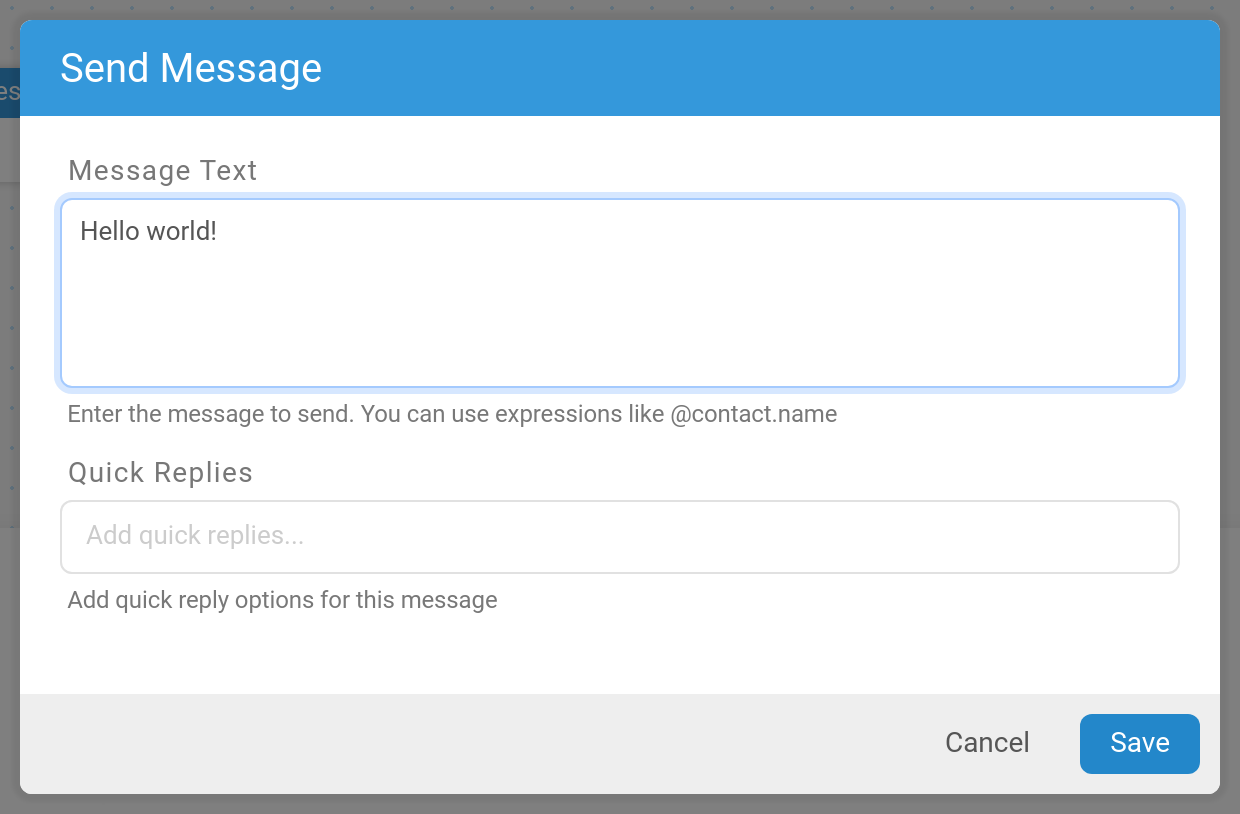 Send Message
Message Text
Hello world!
Enter the message to send. You can use expressions like @contact.name
Quick Replies
Add quick replies...
Add quick reply options for this message
Cancel
Save